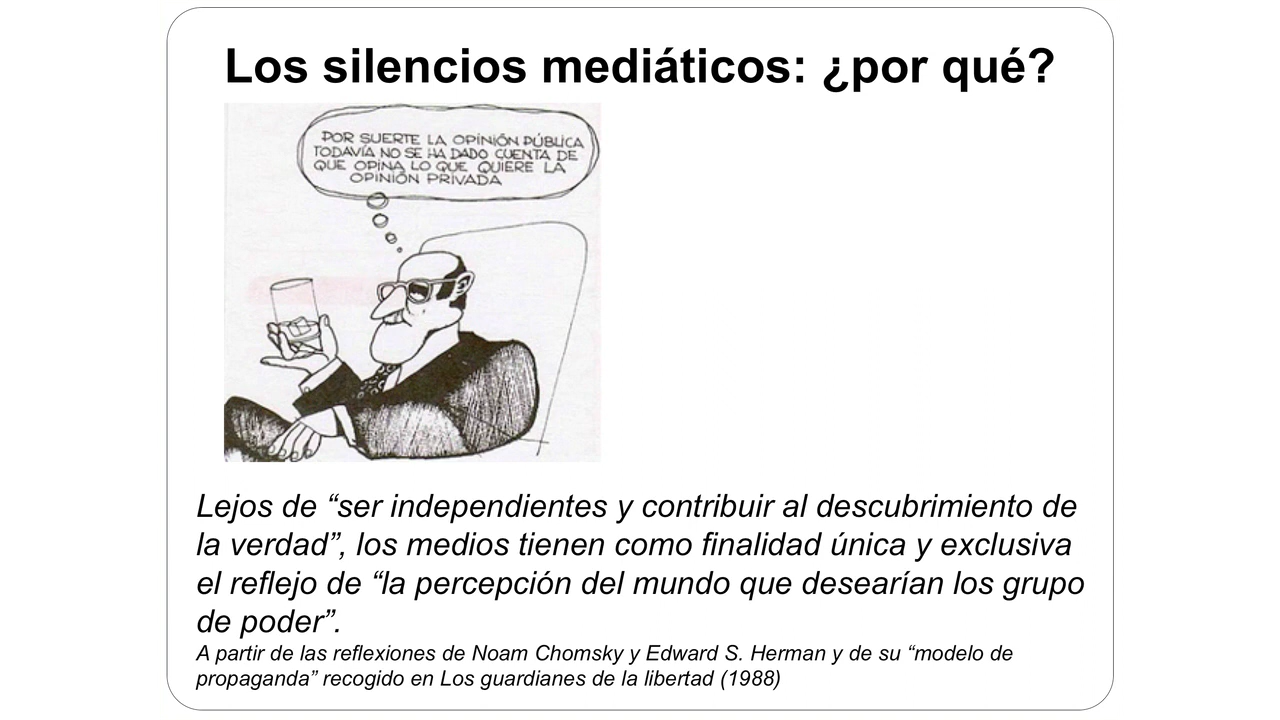 Los silencios mediáticos: ¿por qué?
POR SUERTE LA OPINIÓN PÚBLICA
TODAVÍA NO SE HA DADO CUENTA DE
QUE OPINA LO QUE QUIERE LA
OPINIÓN PRIVADA
Lejos de “ser independientes y contribuir al descubrimiento de
la verdad”, los medios tienen como finalidad única y exclusiva
el reflejo de “la percepción del mundo que desearían los grupo
de poder”.
A partir de las reflexiones de Noam Chomsky y Edward S. Herman y de su “modelo de
propaganda” recogido en Los guardianes de la libertad (1988)